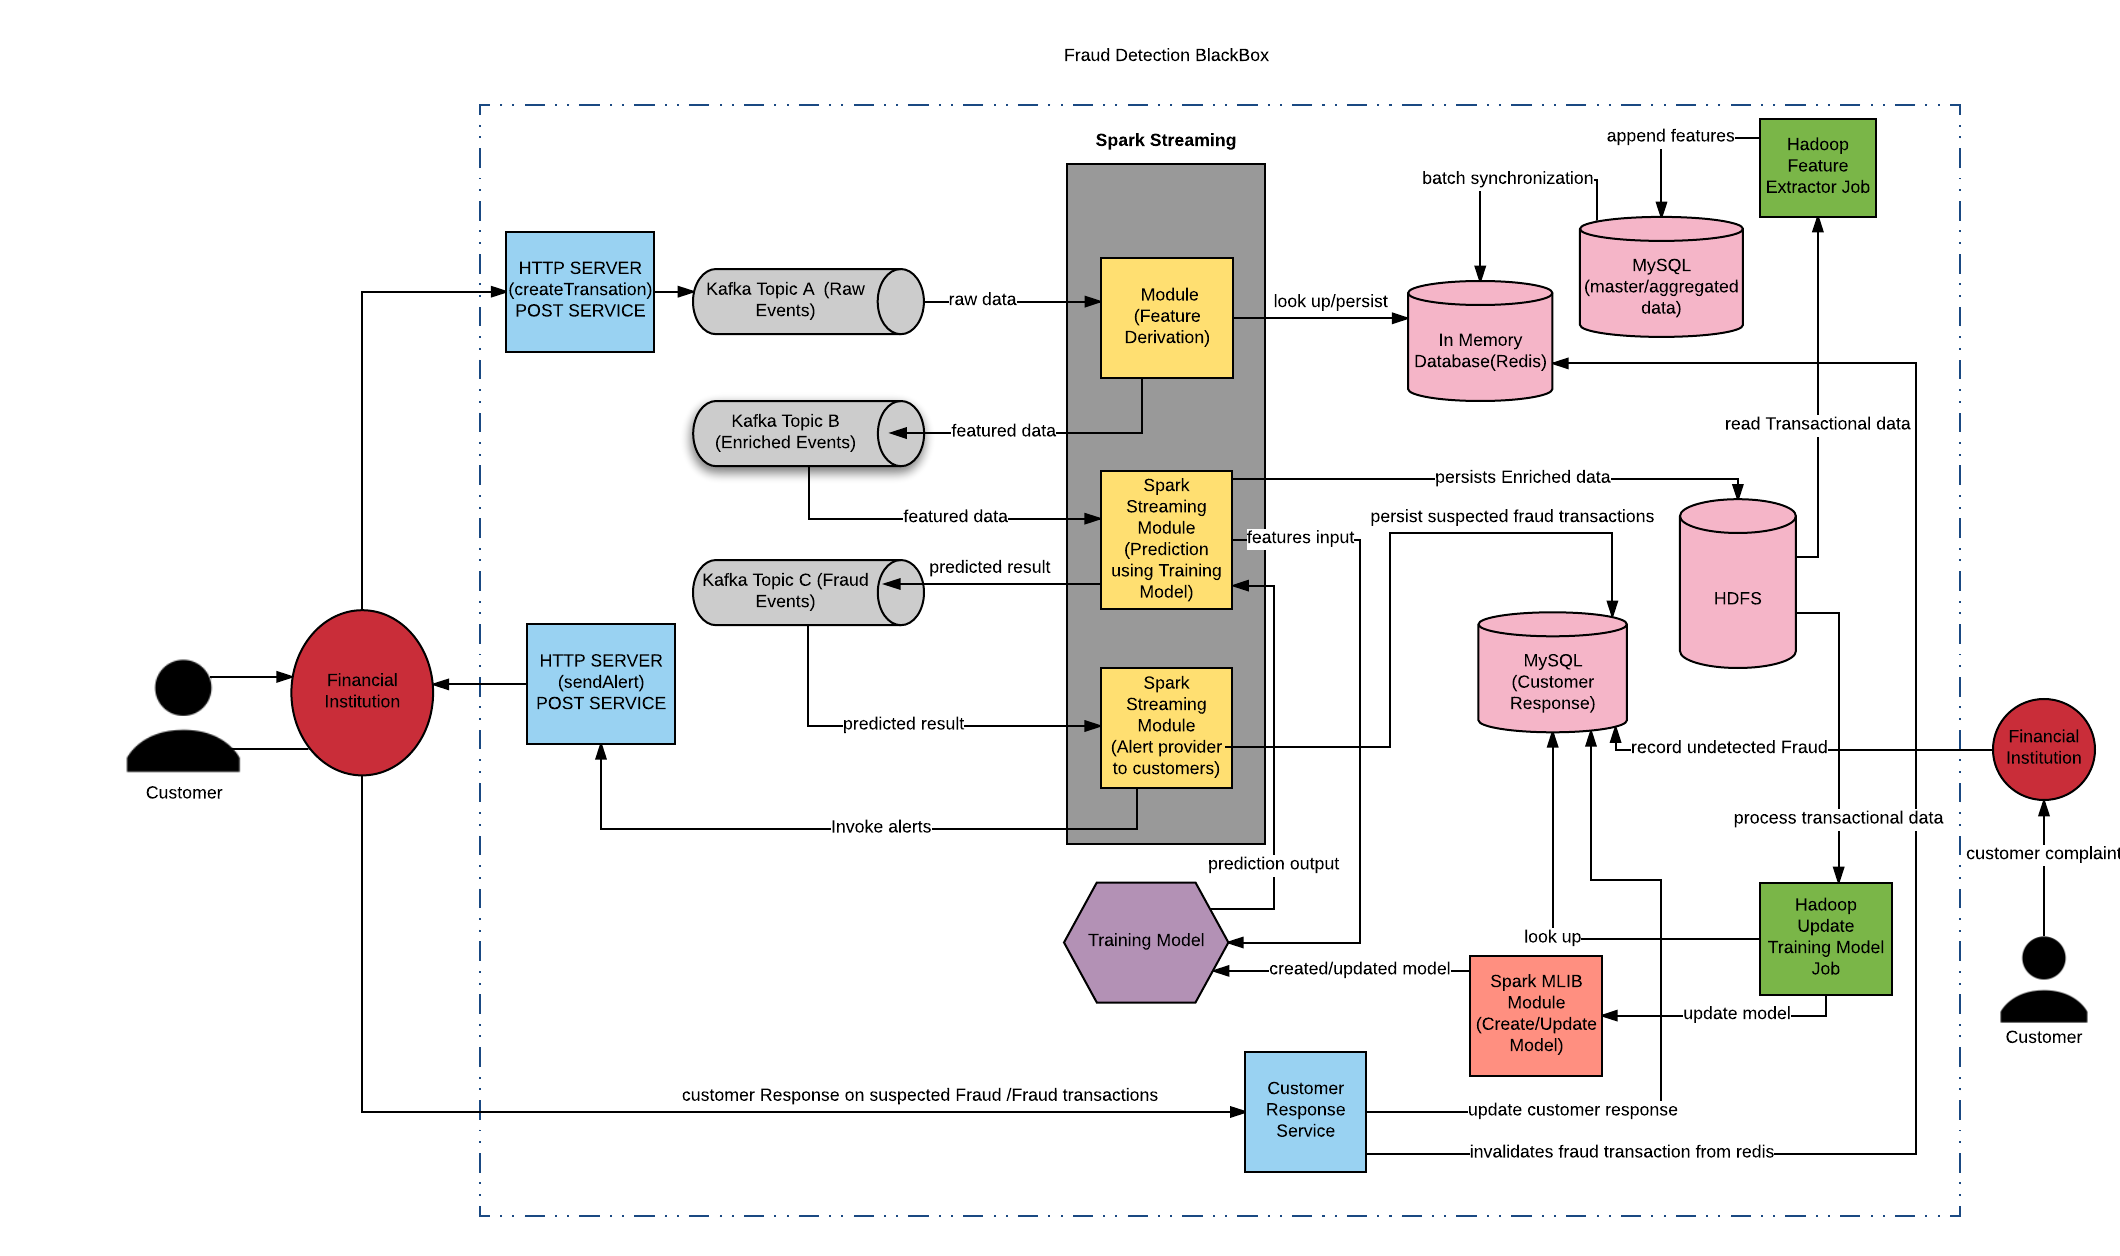 Fraud Detection BlackBox
Spark Streaming
append features
Hadoop
Feature
Extractor Job
batch synchronization
HTTP SERVER
(createTransation)
POST SERVICE
Kafka Topic A (Raw
Events)
raw data
Module
(Feature
Derivation)
look up/persist
In Memory
Database(Redis)
MySQL
(master/aggregated
data)
Kafka Topic B
(Enriched Events)
featured data
read Transactional data
featured data
Spark
Streaming
Module
(Prediction
using Training
Model)
persists Enriched data
persist suspected fraud transactions
features input
Kafka Topic C (Fraud
Events)
predicted result
HDFS
Customer
Financial
Institution
HTTP SERVER
(sendAlert)
POST SERVICE
predicted result
Spark
Streaming
Module
(Alert provider
to customers)
MySQL
(Customer
Response)
record undetected Fraud
Financial
Institution
Invoke alerts
process transactional data
customer complaint
prediction output
Training Model
look up
Hadoop
Update
Training Model
Job
created/updated model
Spark MLIB
Module
(Create/Update
Model)
update model
Customer
customer Response on suspected Fraud /Fraud transactions
Customer
Response
Service
update customer response
invalidates fraud transaction from redis